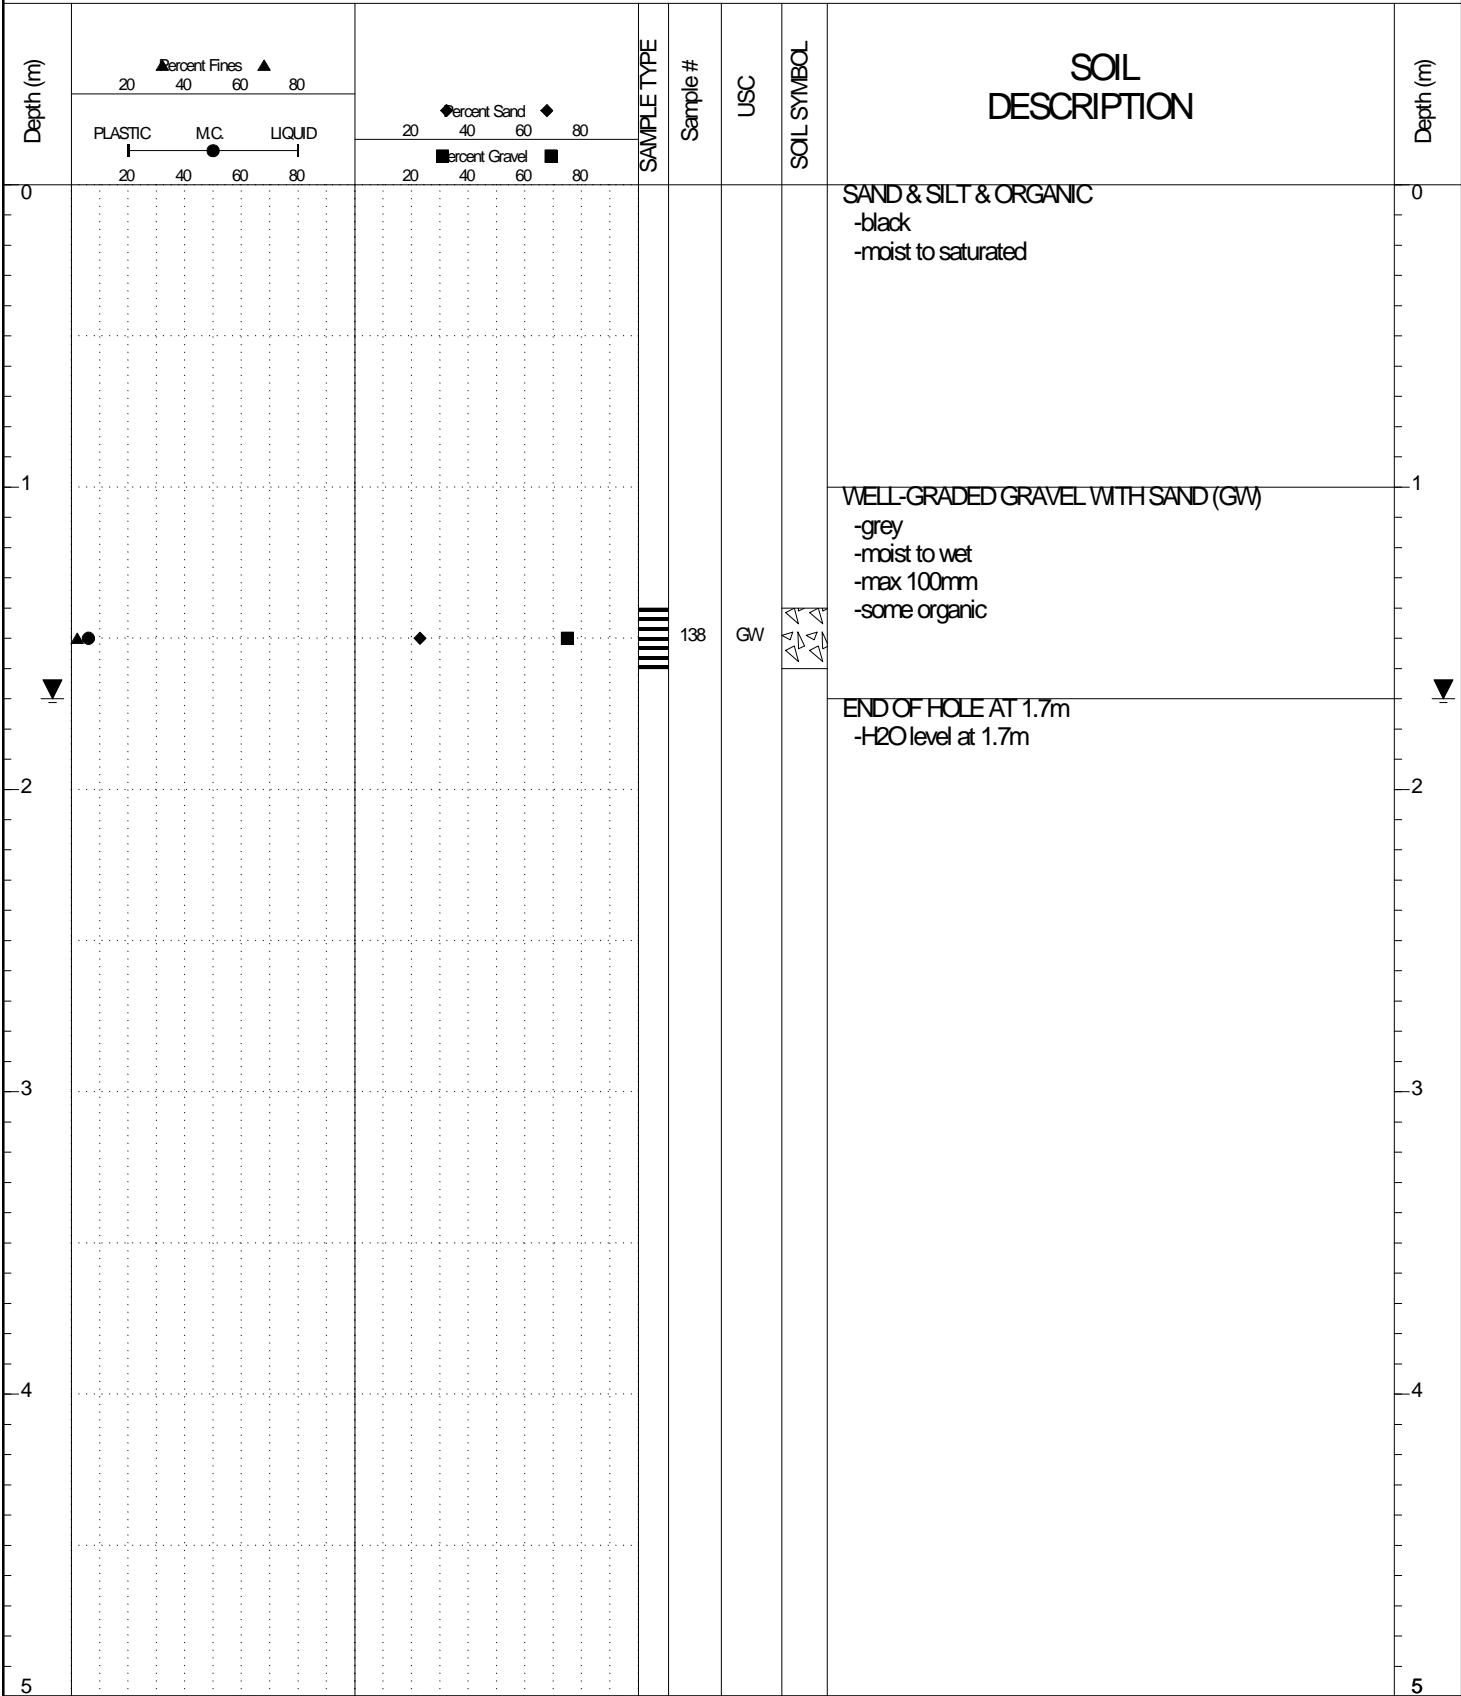 Depth (m)
Percent Fines
20 40 60 80
PLASTIC M.C. LIQUID
20 40 60 80
Percent Sand
20 40 60 80
Percent Gravel
20 40 60 80
SAMPLE TYPE
Sample #
USC
SOIL SYMBOL
SOIL
DESCRIPTION
Depth (m)
0 0
SAND & SILT & ORGANIC
-black
-moist to saturated
1 1
WELL-GRADED GRAVEL WITH SAND (GW)
-grey
-moist to wet
-max 100mm
-some organic
138 GW
END OF HOLE AT 1.7m
-H2O level at 1.7m
2 2
3 3
4 4
5 5